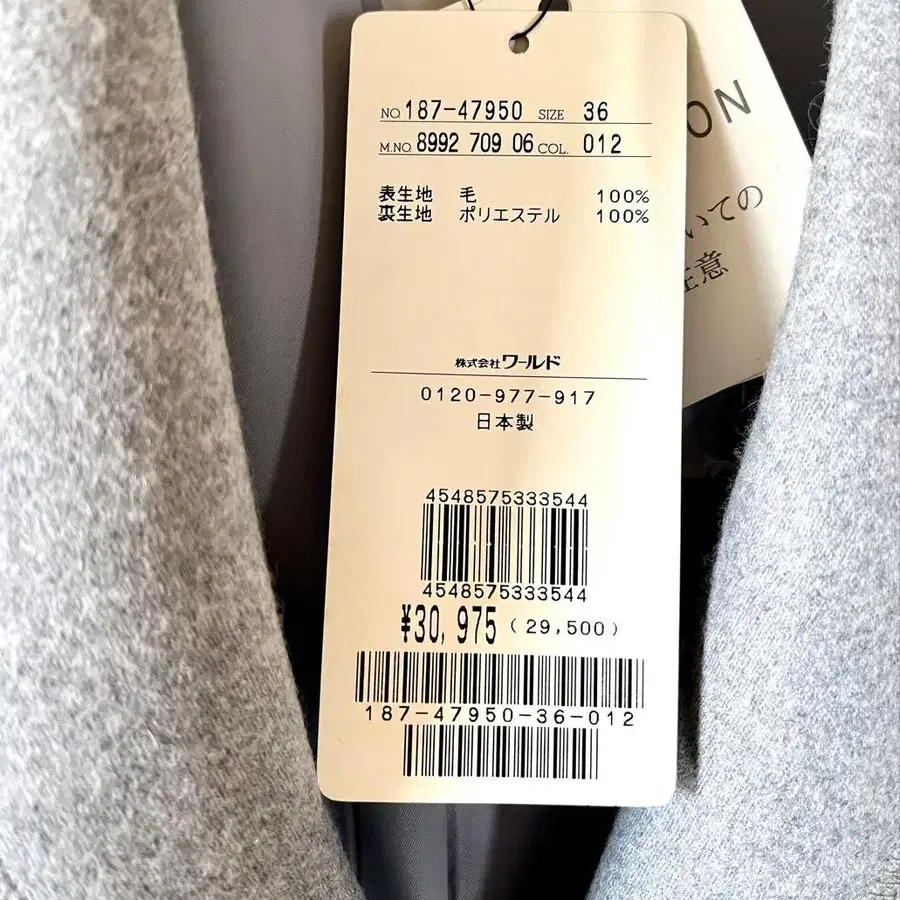 NO. 187-47950 SIZE 36
M.NO. 8992 709 06 COL. 012
表生地 毛 100%
裏生地 ポリエステル 100%
株式会社ワールド
0120-977-917
日本製
4548575333544
4548575333544
¥30,975 (29,500)
187-47950-36-012
ON
いての
意